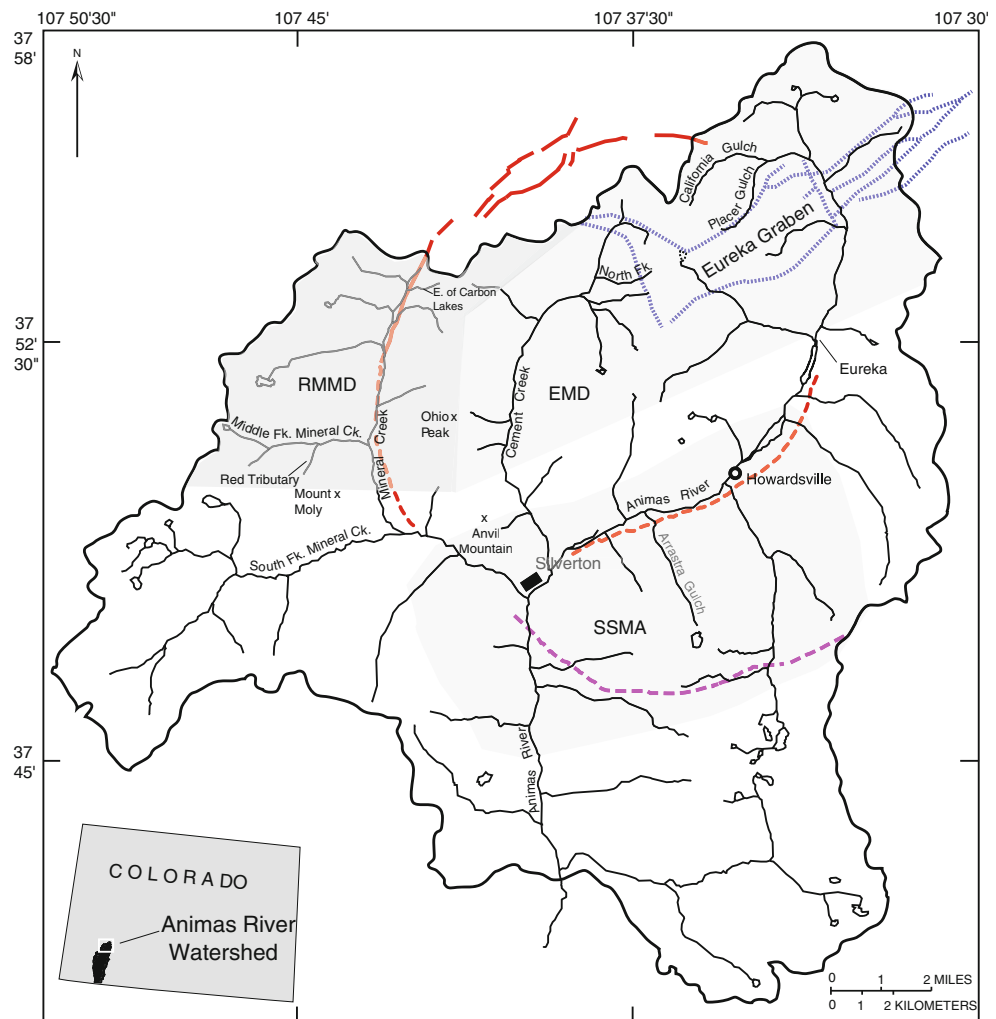 107 50'30"
107 45'
107 37'30"
107 30'
37
58'
N
California Gulch
Placer Gulch
Eureka Graben
North Fk.
E. of Carbon
Lakes
37
52'
30"
Eureka
RMMD
EMD
Cement Creek
Ohio x
Peak
Mineral Creek
Middle Fk. Mineral Ck.
Red Tributary
Mount x
Moly
Howardsville
Animas River
x
Anvil
Mountain
South Fk. Mineral Ck.
Silverton
Arrastra Gulch
SSMA
37
45'
Animas River
COLORADO
Animas River
Watershed
0 1 2 MILES
0 1 2 KILOMETERS